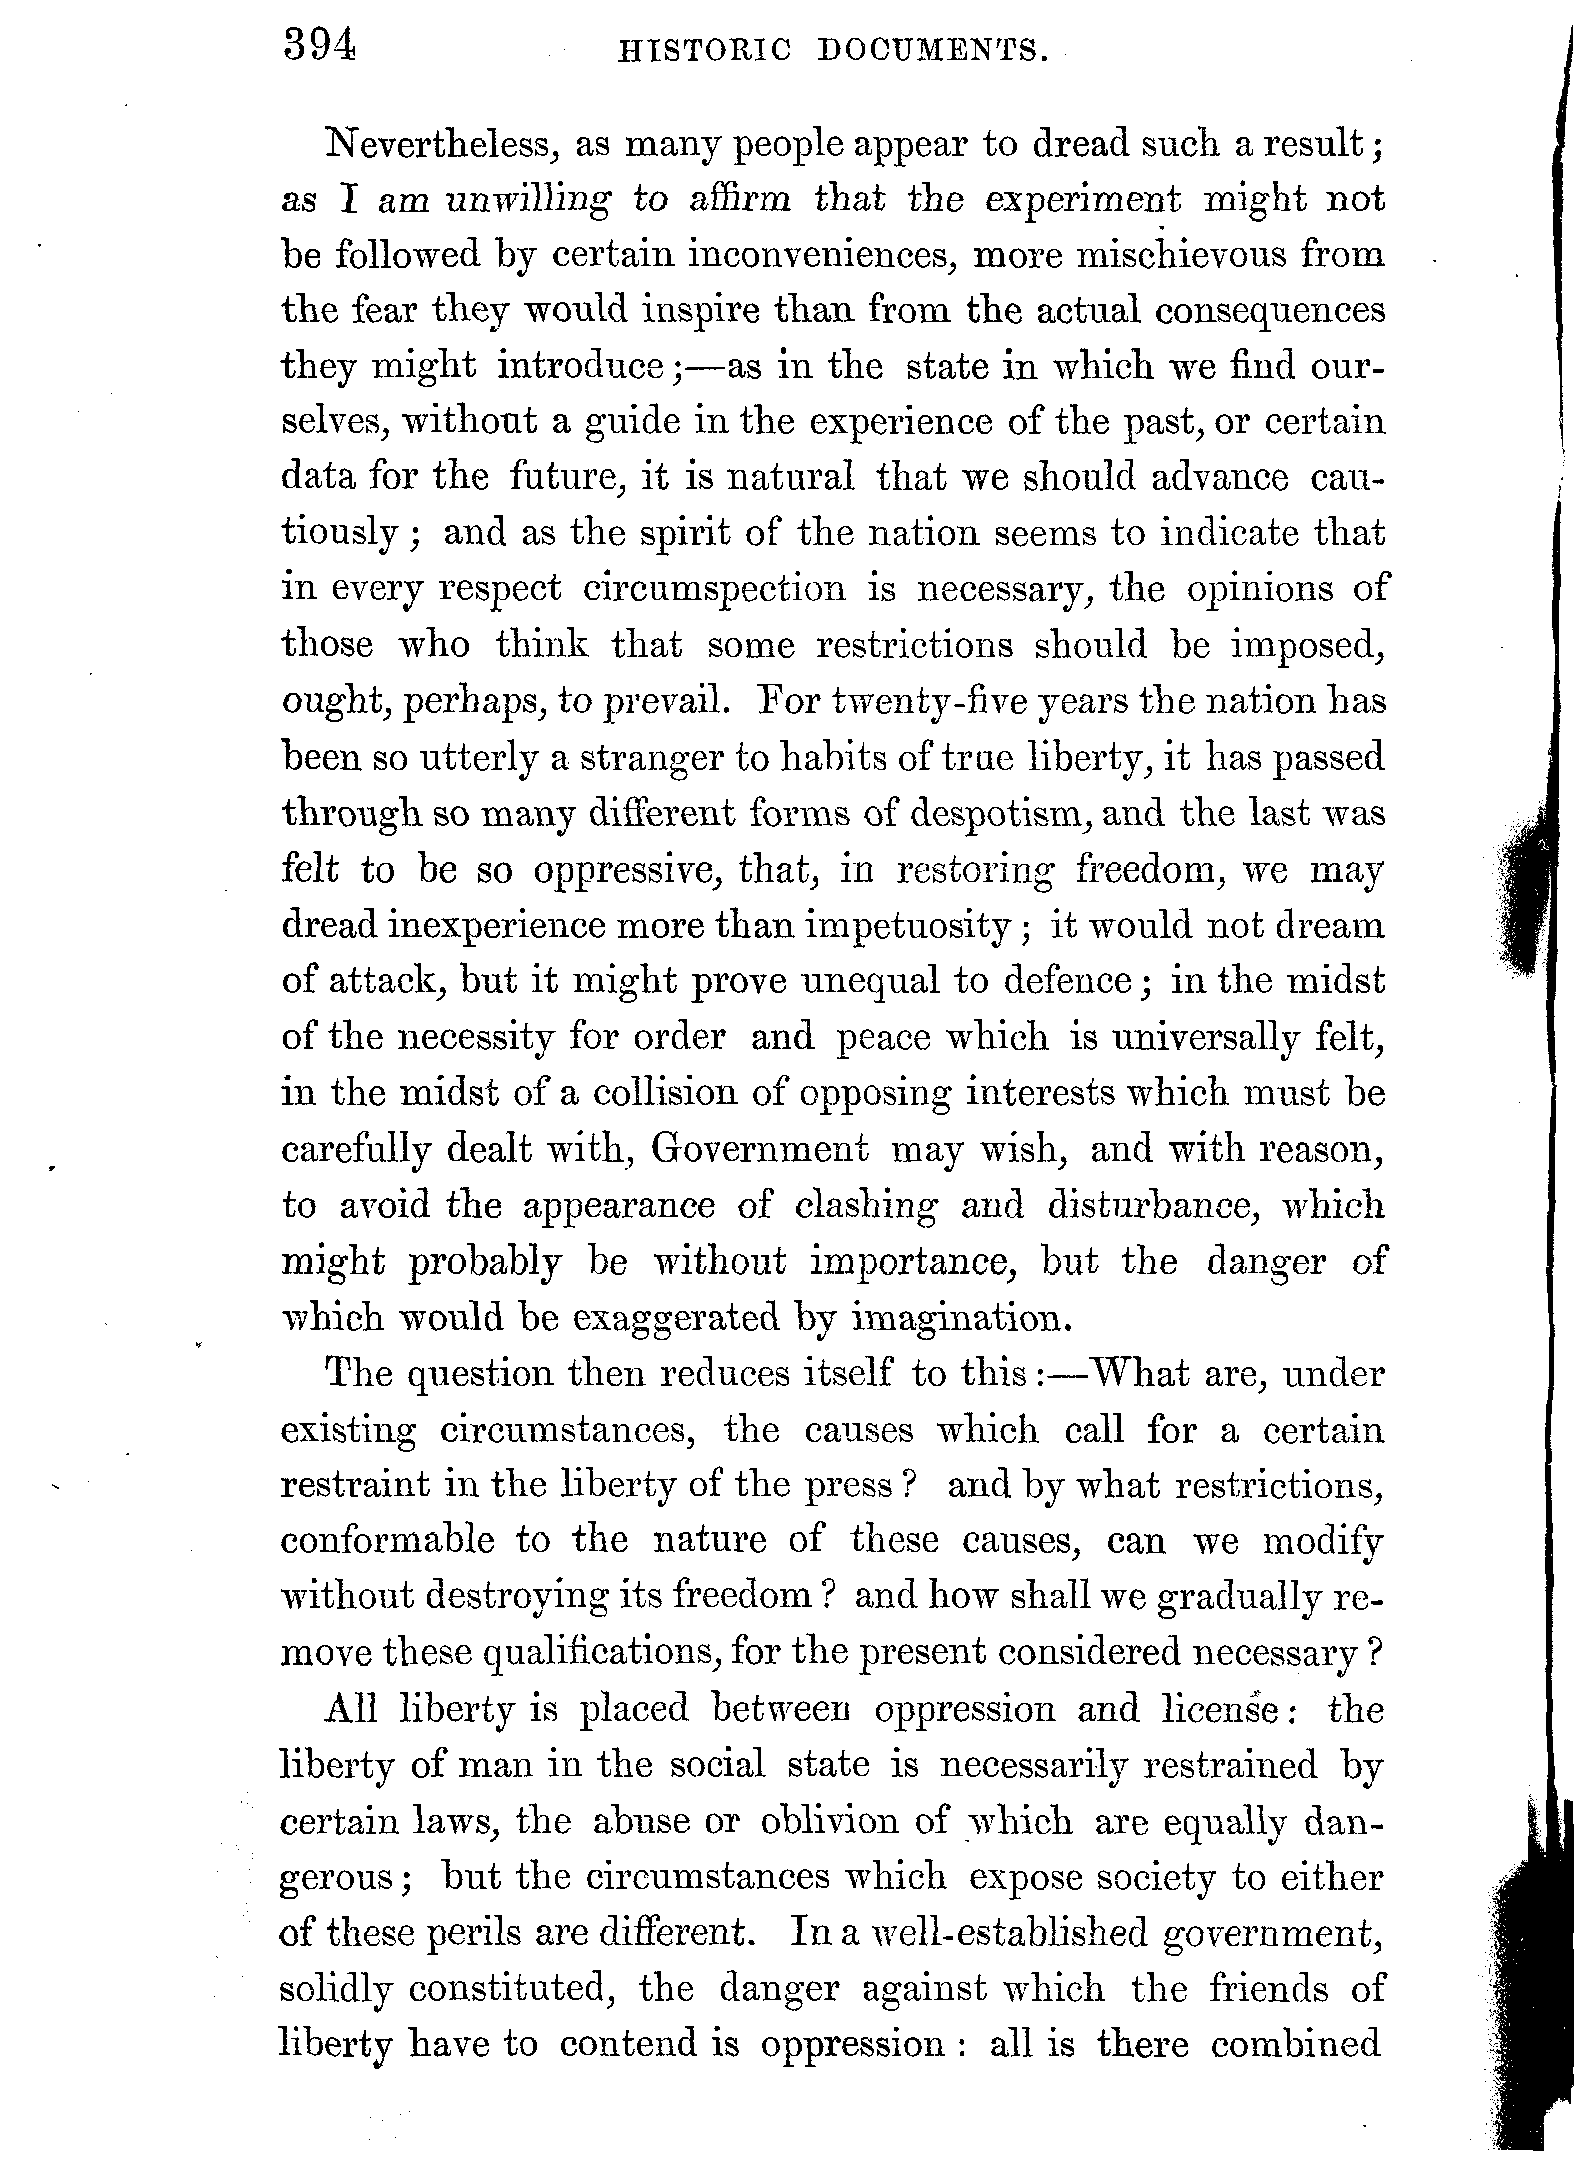 394 HISTORIC DOCUMENTS.
Nevertheless, as many people appear to dread such a result;
as I am unwilling to affirm that the experiment might not
be followed by certain inconveniences, more mischievous from
the fear they would inspire than from the actual consequences
they might introduce;—as in the state in which we find our-
selves, without a guide in the experience of the past, or certain
data for the future, it is natural that we should advance cau-
tiously; and as the spirit of the nation seems to indicate that
in every respect circumspection is necessary, the opinions of
those who think that some restrictions should be imposed,
ought, perhaps, to prevail. For twenty-five years the nation has
been so utterly a stranger to habits of true liberty, it has passed
through so many different forms of despotism, and the last was
felt to be so oppressive, that, in restoring freedom, we may
dread inexperience more than impetuosity; it would not dream
of attack, but it might prove unequal to defence; in the midst
of the necessity for order and peace which is universally felt,
in the midst of a collision of opposing interests which must be
carefully dealt with, Government may wish, and with reason,
to avoid the appearance of clashing and disturbance, which
might probably be without importance, but the danger of
which would be exaggerated by imagination.
The question then reduces itself to this:—What are, under
existing circumstances, the causes which call for a certain
restraint in the liberty of the press? and by what restrictions,
conformable to the nature of these causes, can we modify
without destroying its freedom? and how shall we gradually re-
move these qualifications, for the present considered necessary?
All liberty is placed between oppression and license: the
liberty of man in the social state is necessarily restrained by
certain laws, the abuse or oblivion of which are equally dan-
gerous; but the circumstances which expose society to either
of these perils are different. In a well-established government,
solidly constituted, the danger against which the friends of
liberty have to contend is oppression: all is there combined